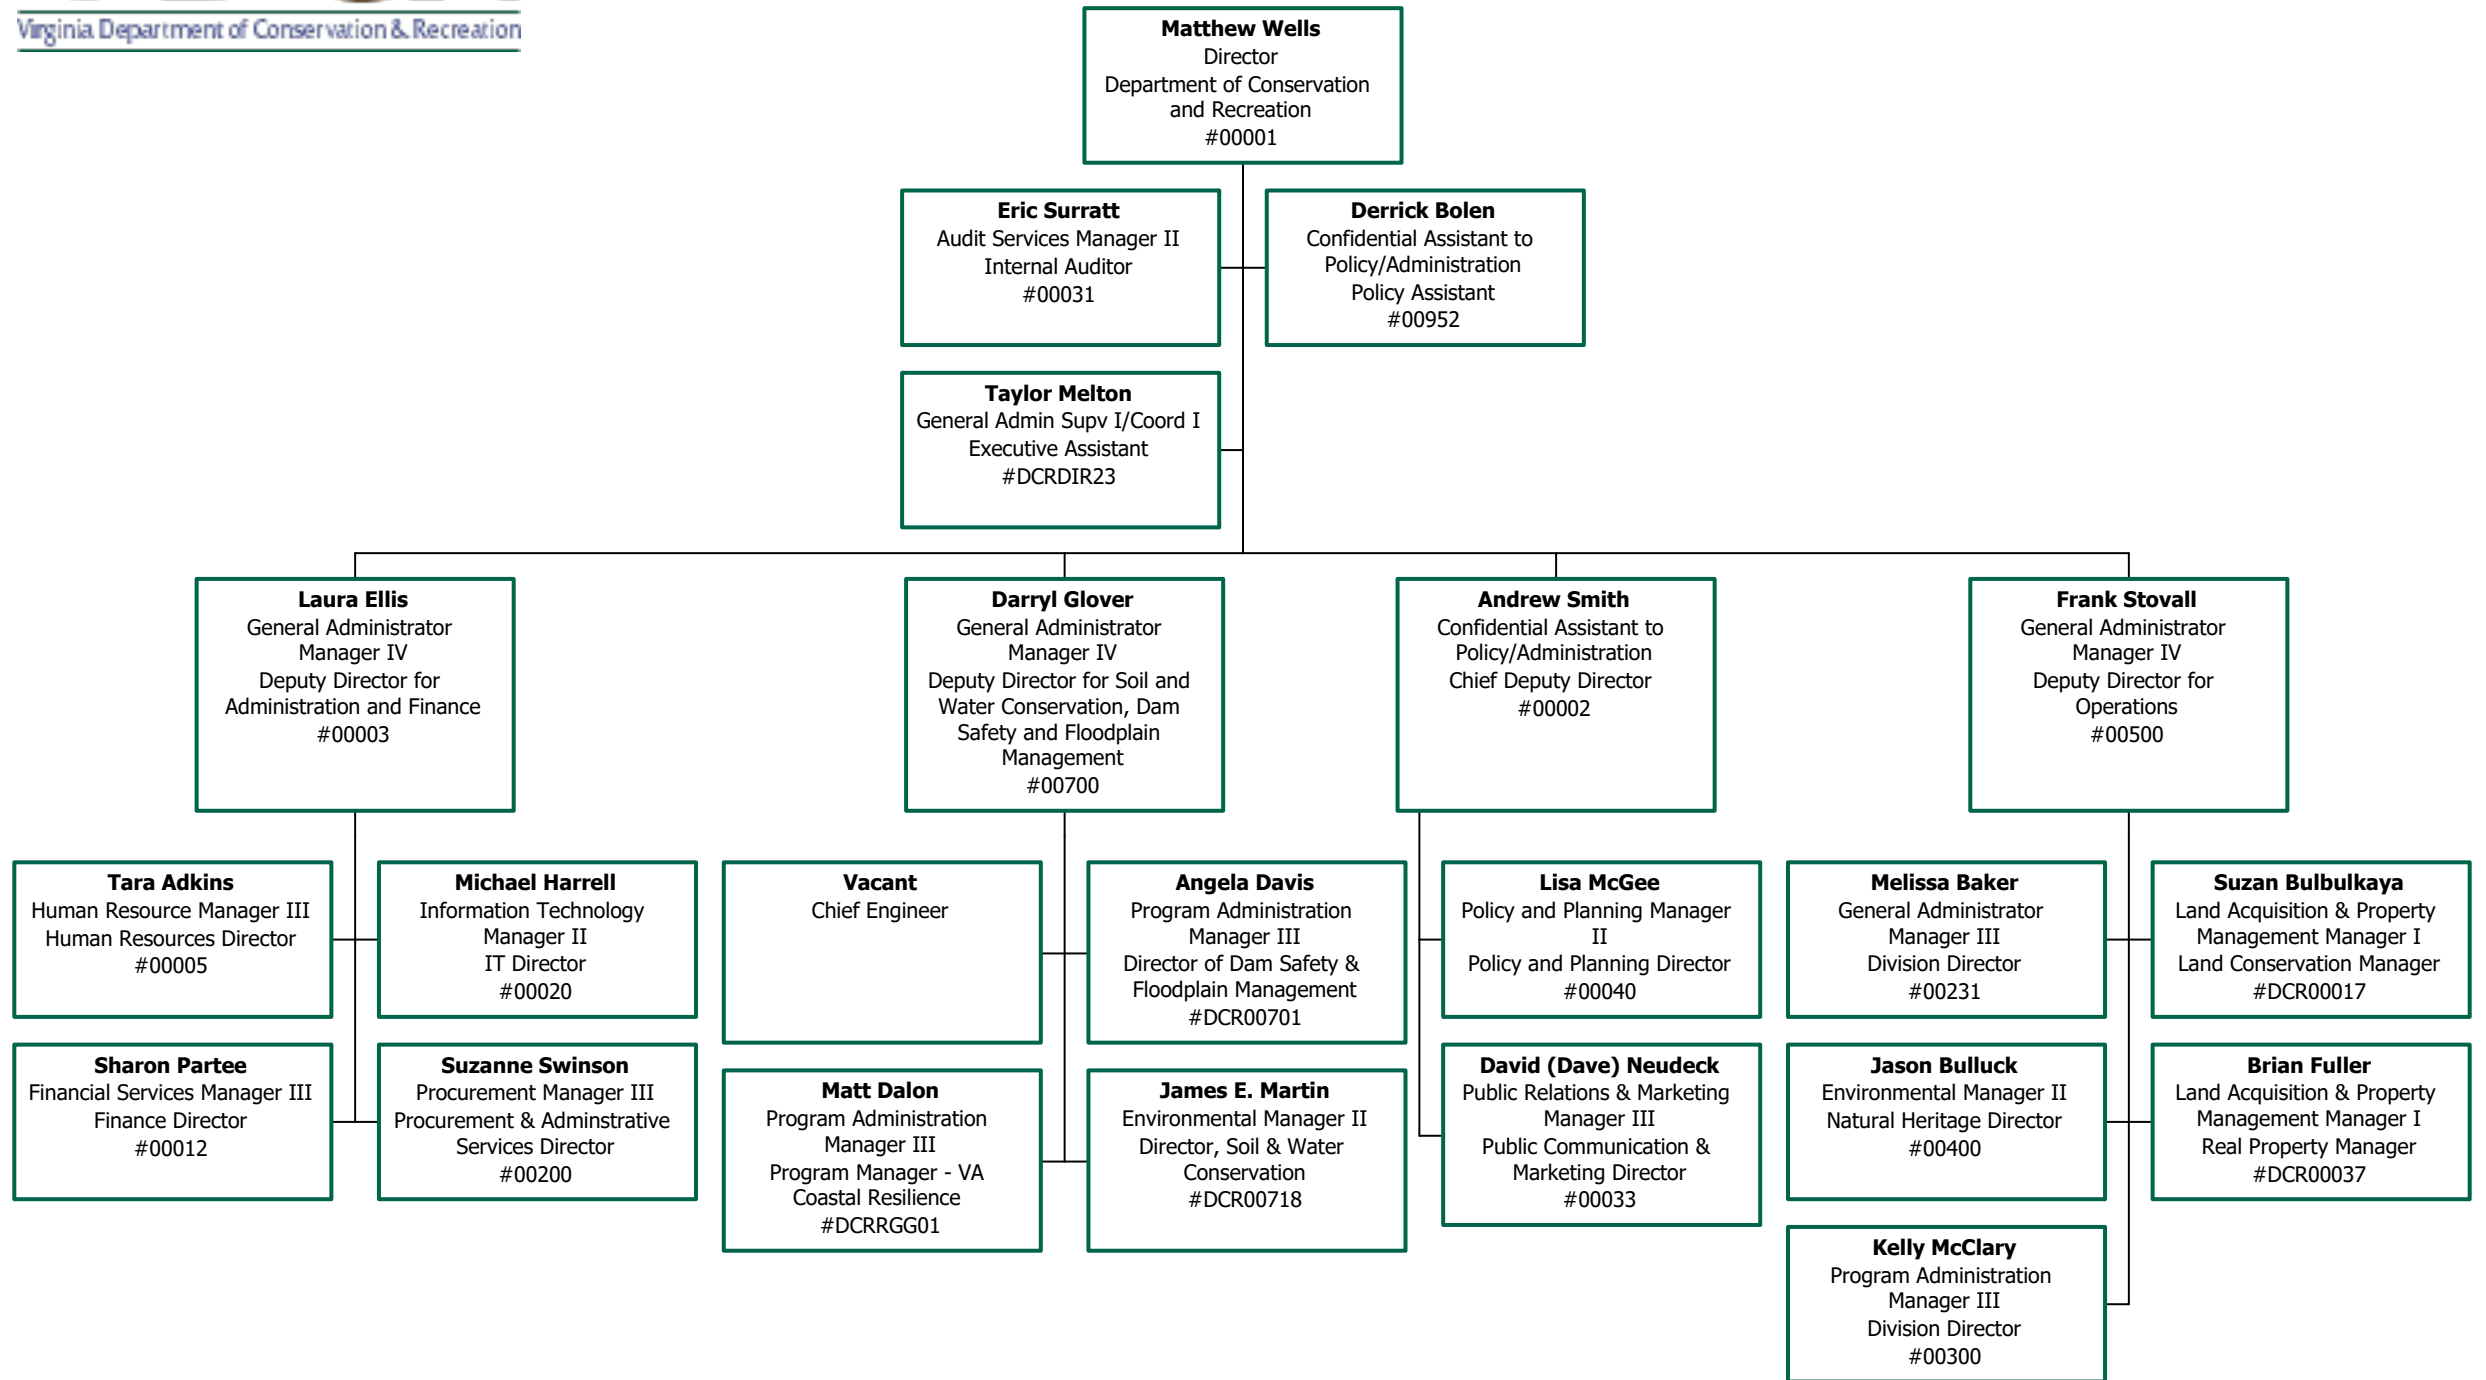 Virginia Department of Conservation & Recreation
Matthew Wells
Director
Department of Conservation
and Recreation
#00001
Eric Surratt
Audit Services Manager II
Internal Auditor
#00031
Derrick Bolen
Confidential Assistant to
Policy/Administration
Policy Assistant
#00952
Taylor Melton
General Admin Supv I/Coord I
Executive Assistant
#DCRDIR23
Laura Ellis
General Administrator
Manager IV
Deputy Director for
Administration and Finance
#00003
Darryl Glover
General Administrator
Manager IV
Deputy Director for Soil and
Water Conservation, Dam
Safety and Floodplain
Management
#00700
Andrew Smith
Confidential Assistant to
Policy/Administration
Chief Deputy Director
#00002
Frank Stovall
General Administrator
Manager IV
Deputy Director for
Operations
#00500
Tara Adkins
Human Resource Manager III
Human Resources Director
#00005
Michael Harrell
Information Technology
Manager II
IT Director
#00020
Sharon Partee
Financial Services Manager III
Finance Director
#00012
Suzanne Swinson
Procurement Manager III
Procurement & Adminstrative
Services Director
#00200
Vacant
Chief Engineer
Angela Davis
Program Administration
Manager III
Director of Dam Safety &
Floodplain Management
#DCR00701
Matt Dalon
Program Administration
Manager III
Program Manager - VA
Coastal Resilience
#DCRRGG01
James E. Martin
Environmental Manager II
Director, Soil & Water
Conservation
#DCR00718
Lisa McGee
Policy and Planning Manager
II
Policy and Planning Director
#00040
David (Dave) Neudeck
Public Relations & Marketing
Manager III
Public Communication &
Marketing Director
#00033
Melissa Baker
General Administrator
Manager III
Division Director
#00231
Suzan Bulbulkaya
Land Acquisition & Property
Management Manager I
Land Conservation Manager
#DCR00017
Jason Bulluck
Environmental Manager II
Natural Heritage Director
#00400
Brian Fuller
Land Acquisition & Property
Management Manager I
Real Property Manager
#DCR00037
Kelly McClary
Program Administration
Manager III
Division Director
#00300